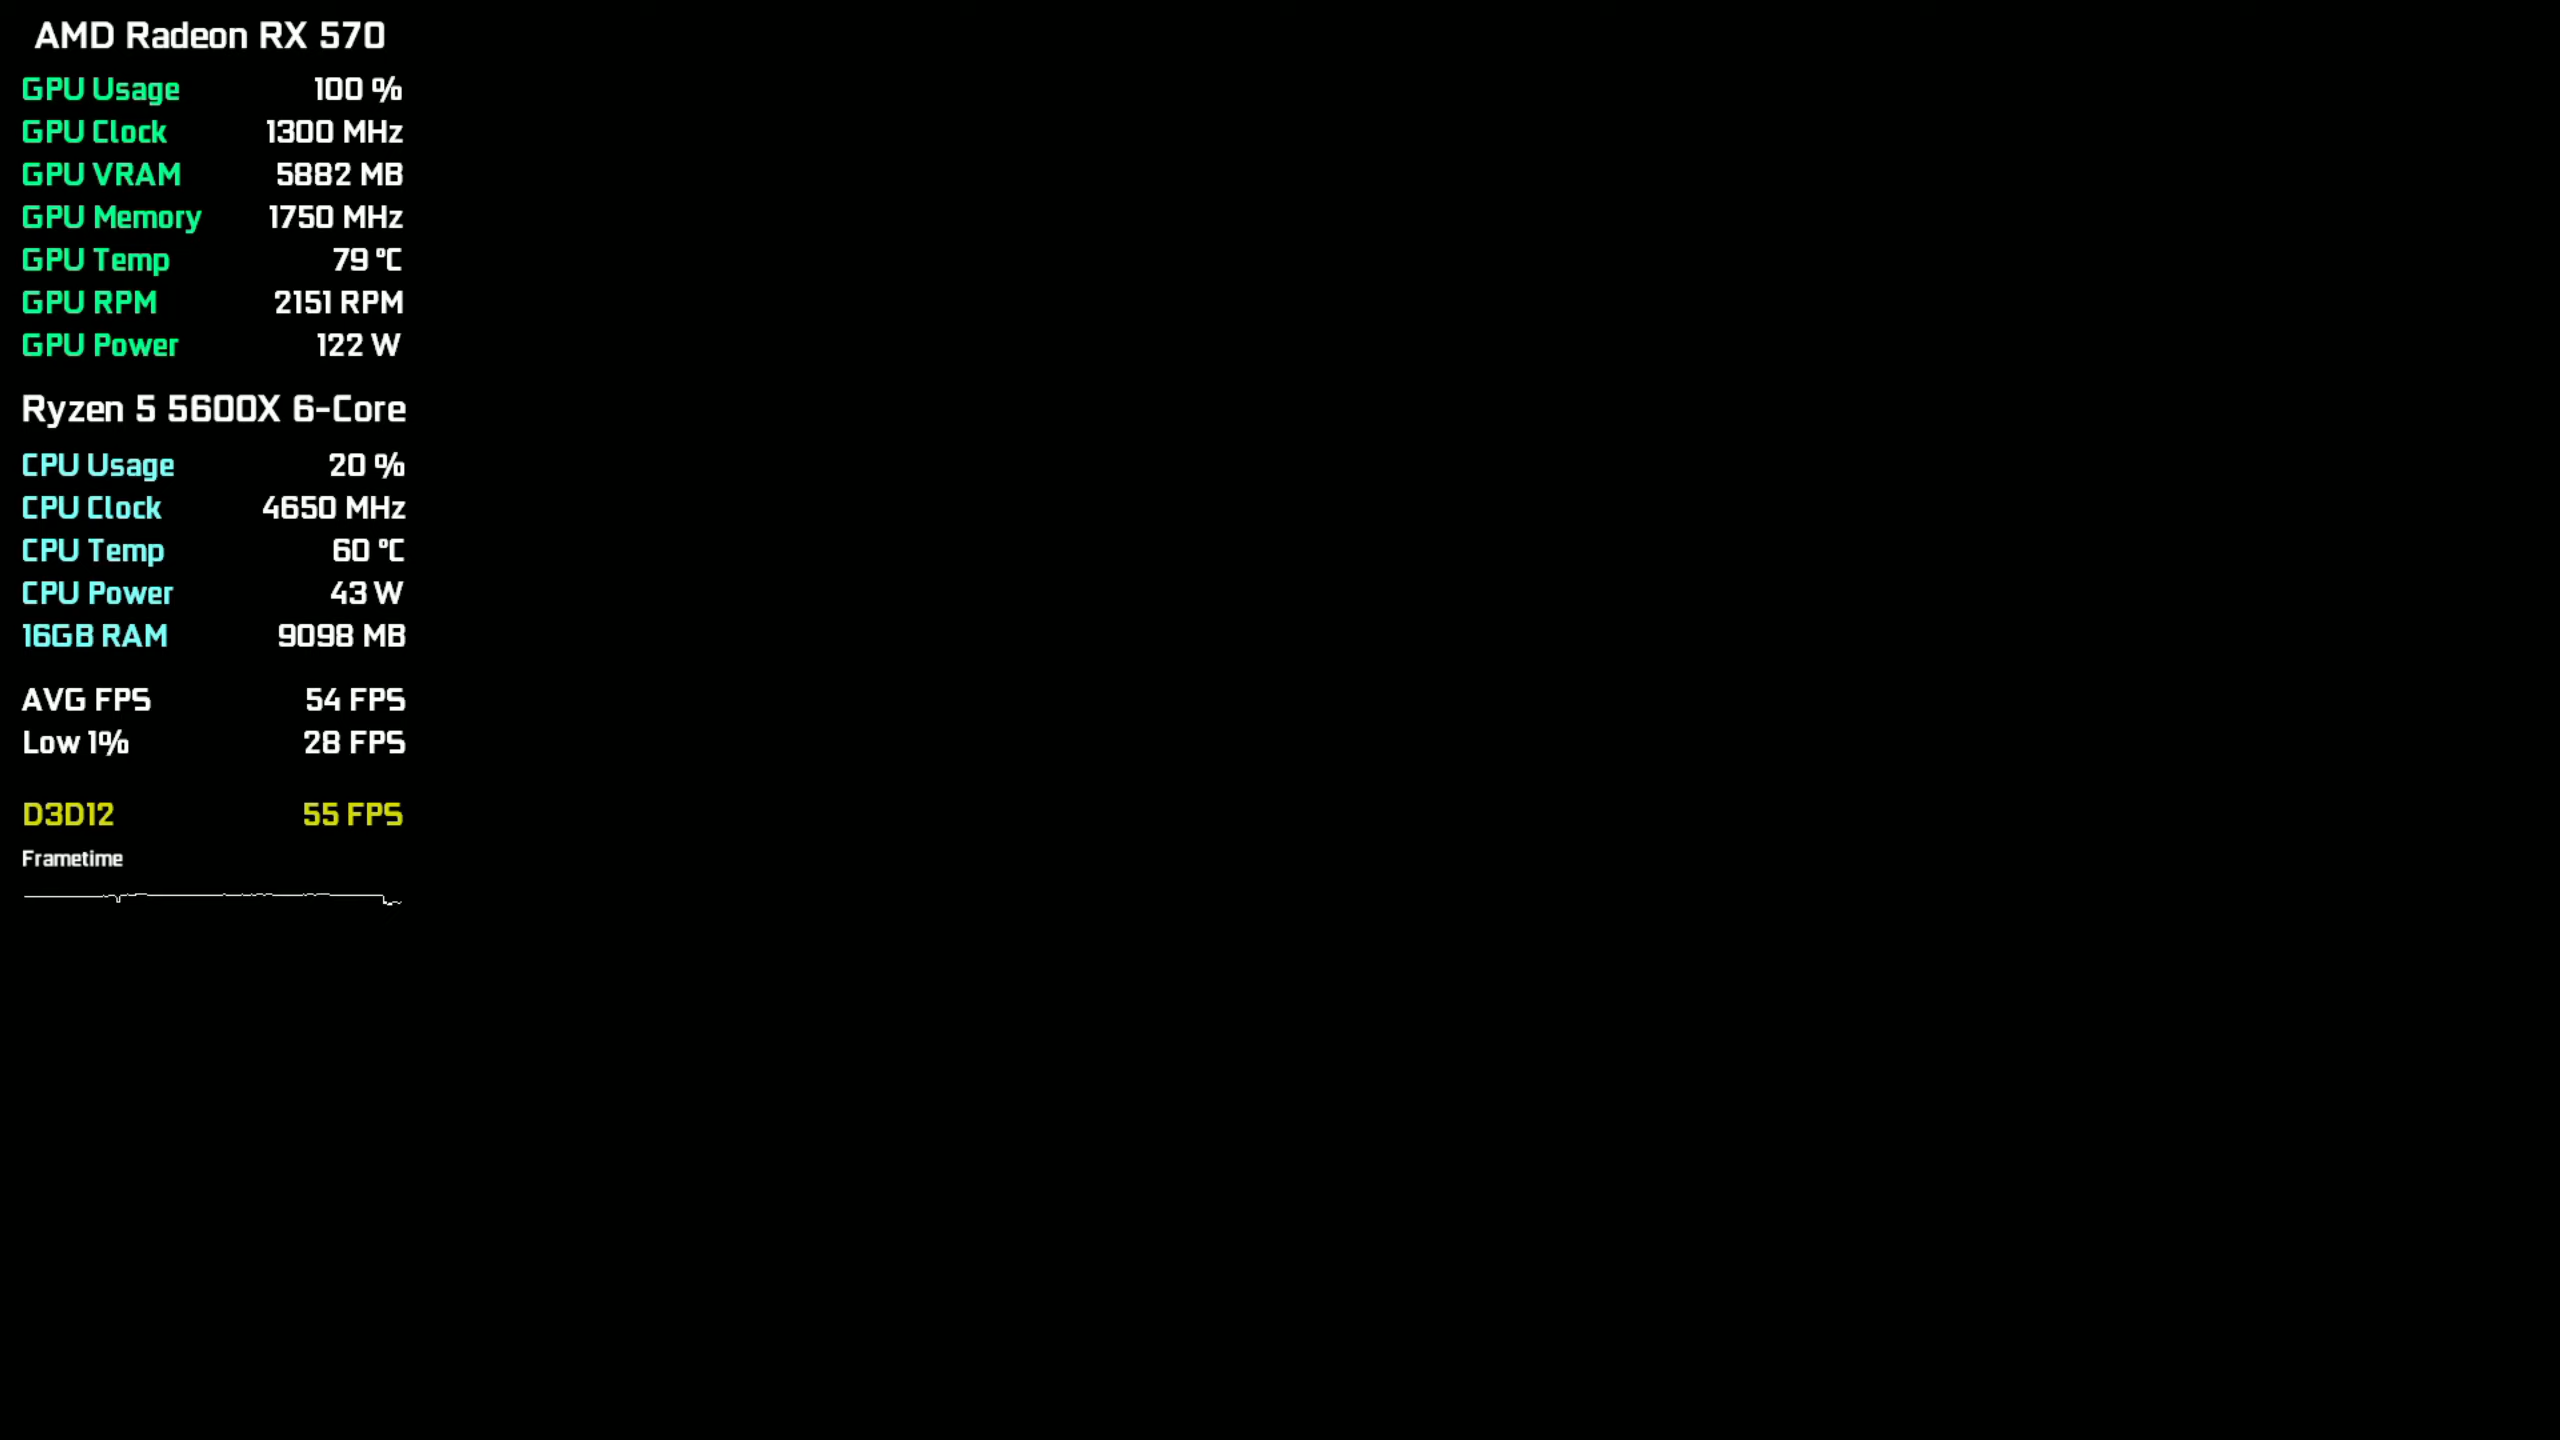 AMD Radeon RX 570
GPU Usage 100 %
GPU Clock 1300 MHz
GPU VRAM 5882 MB
GPU Memory 1750 MHz
GPU Temp 79 °C
GPU RPM 2151 RPM
GPU Power 122 W
Ryzen 5 5600X 6-Core
CPU Usage 20 %
CPU Clock 4650 MHz
CPU Temp 60 °C
CPU Power 43 W
16GB RAM 9098 MB
AVG FPS 54 FPS
Low 1% 28 FPS
D3D12 55 FPS
Frametime